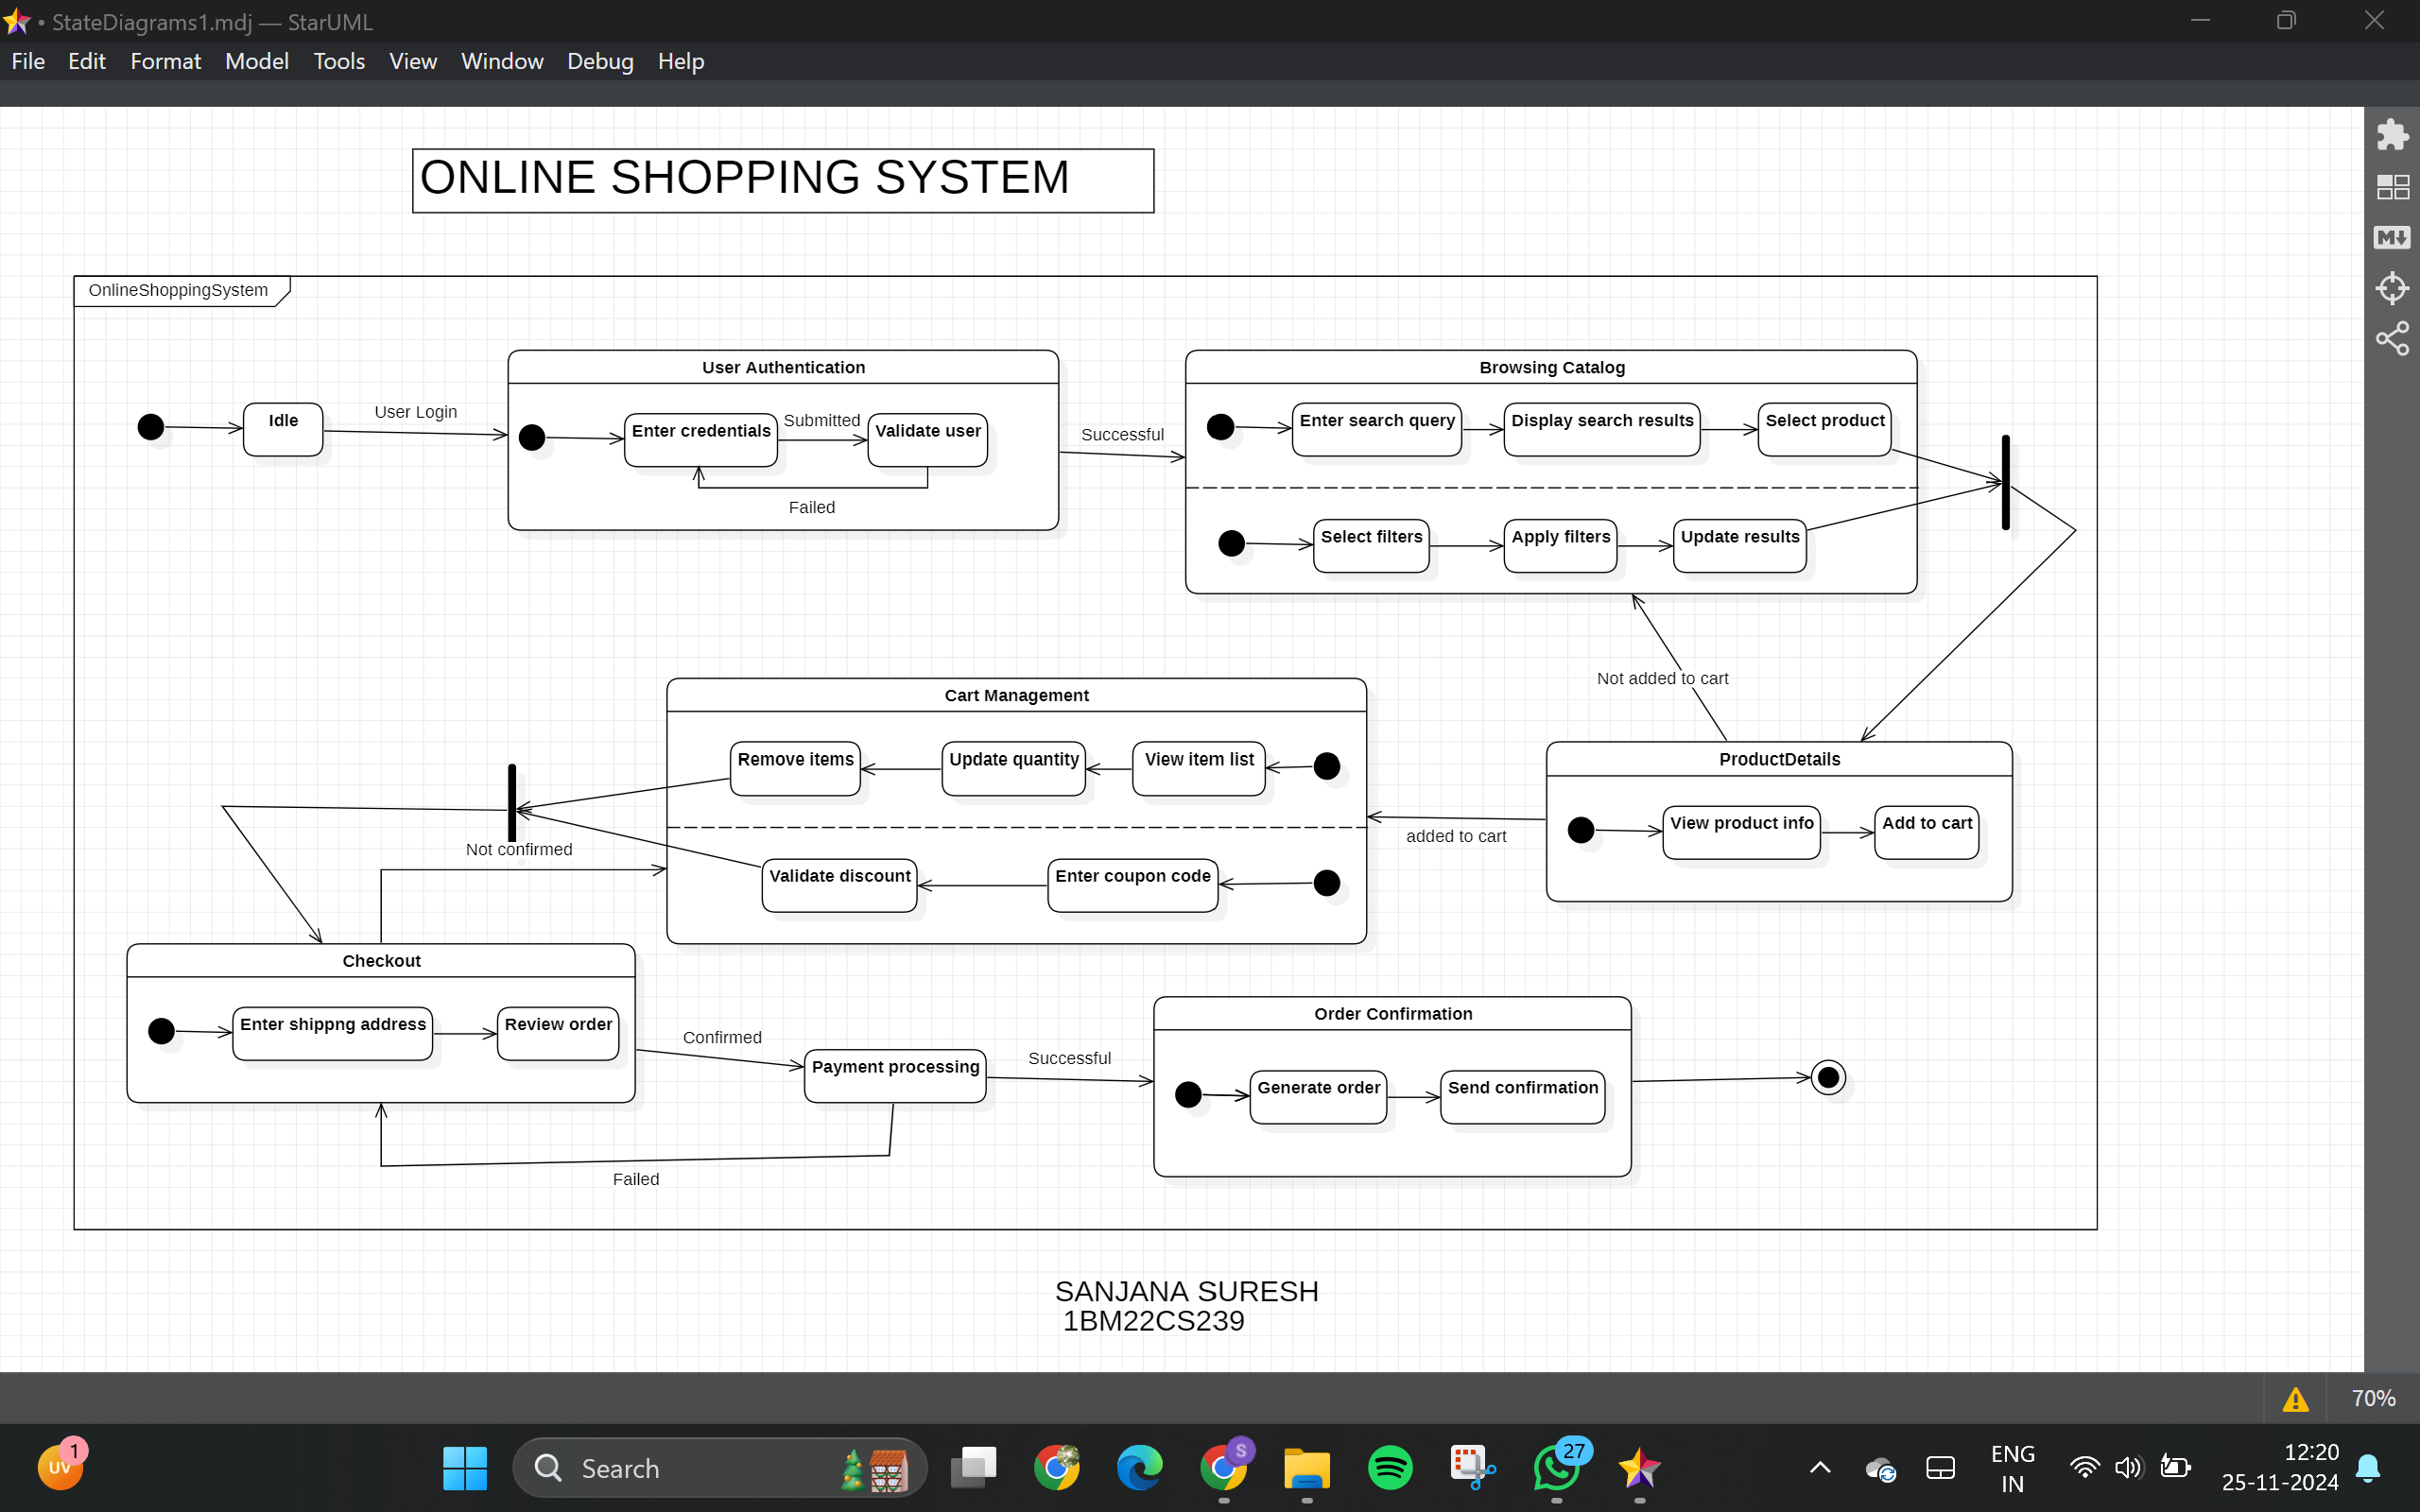 StateDiagrams1.mdj — StarUML
File Edit Format Model Tools View Window Debug Help
ONLINE SHOPPING SYSTEM
OnlineShoppingSystem
Idle
User Login
User Authentication
Enter credentials
Submitted
Validate user
Failed
Successful
Browsing Catalog
Enter search query
Display search results
Select product
Select filters
Apply filters
Update results
Not added to cart
Cart Management
Remove items
Update quantity
View item list
Validate discount
Enter coupon code
ProductDetails
View product info
Add to cart
added to cart
Not confirmed
Checkout
Enter shippng address
Review order
Confirmed
Payment processing
Successful
Failed
Order Confirmation
Generate order
Send confirmation
SANJANA SURESH
1BM22CS239
70%
UV
1
Search
S
27
ENG
IN
12:20
25-11-2024
M